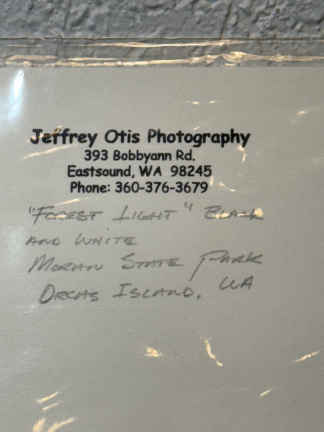 Jeffrey Otis Photography
393 Bobbyann Rd.
Eastsound, WA 98245
Phone: 360-376-3679
"FOREST LIGHT" BLACK
AND WHITE
MORAN STATE PARK
ORCAS ISLAND, WA